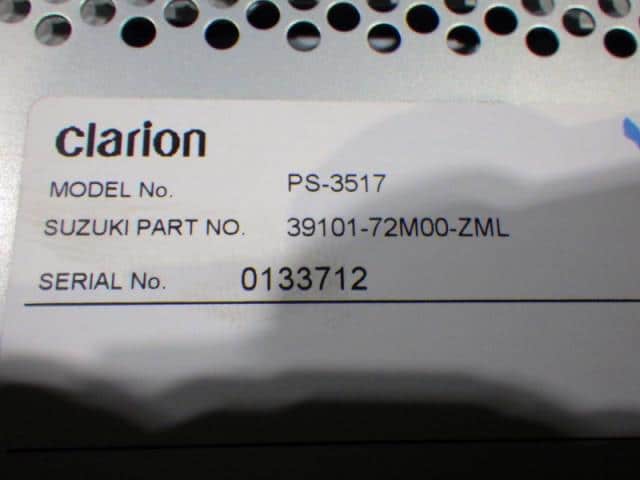 clarion
MODEL No. PS-3517
SUZUKI PART NO. 39101-72M00-ZML
SERIAL No. 0133712